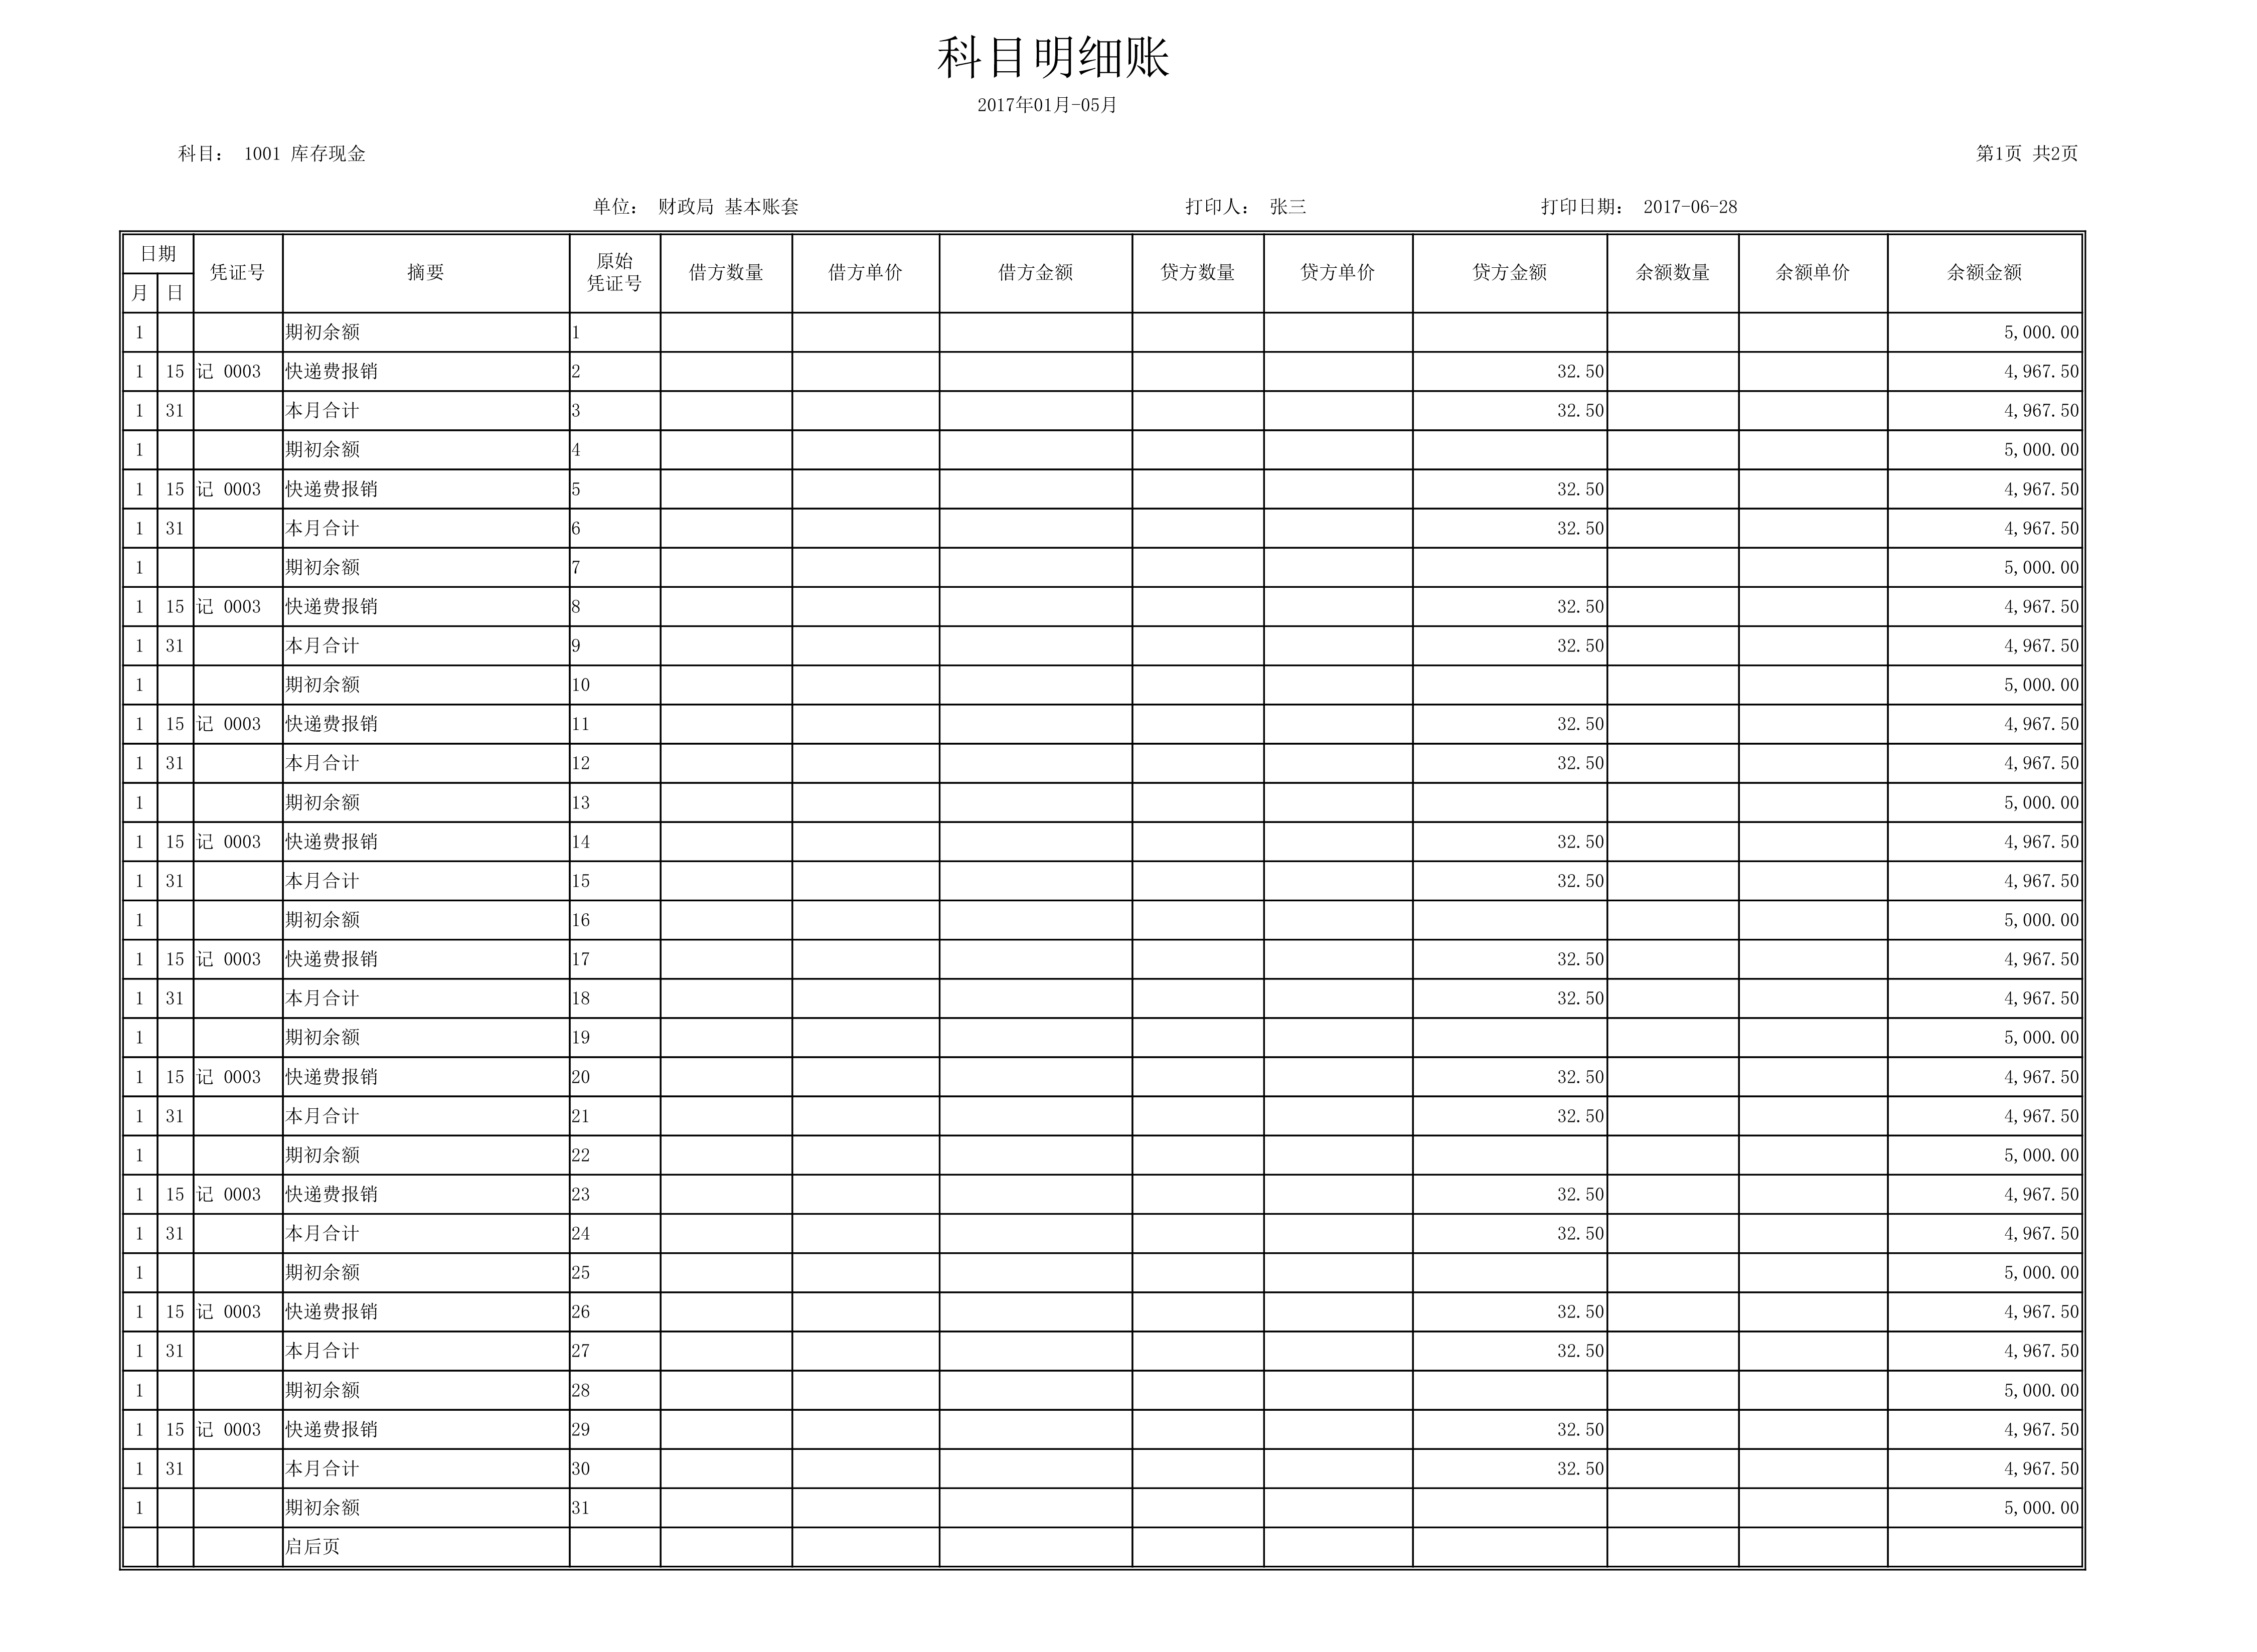 科目明细账
2017年01月-05月
科目： 1001 库存现金 第1页 共2页
单位： 财政局 基本账套 打印人： 张三 打印日期： 2017-06-28
日期 凭证号 摘要 原始凭证号 借方数量 借方单价 借方金额 贷方数量 贷方单价 贷方金额 余额数量 余额单价 余额金额
月 日
1 期初余额 1 5,000.00
1 15 记 0003 快递费报销 2 32.50 4,967.50
1 31 本月合计 3 32.50 4,967.50
1 期初余额 4 5,000.00
1 15 记 0003 快递费报销 5 32.50 4,967.50
1 31 本月合计 6 32.50 4,967.50
1 期初余额 7 5,000.00
1 15 记 0003 快递费报销 8 32.50 4,967.50
1 31 本月合计 9 32.50 4,967.50
1 期初余额 10 5,000.00
1 15 记 0003 快递费报销 11 32.50 4,967.50
1 31 本月合计 12 32.50 4,967.50
1 期初余额 13 5,000.00
1 15 记 0003 快递费报销 14 32.50 4,967.50
1 31 本月合计 15 32.50 4,967.50
1 期初余额 16 5,000.00
1 15 记 0003 快递费报销 17 32.50 4,967.50
1 31 本月合计 18 32.50 4,967.50
1 期初余额 19 5,000.00
1 15 记 0003 快递费报销 20 32.50 4,967.50
1 31 本月合计 21 32.50 4,967.50
1 期初余额 22 5,000.00
1 15 记 0003 快递费报销 23 32.50 4,967.50
1 31 本月合计 24 32.50 4,967.50
1 期初余额 25 5,000.00
1 15 记 0003 快递费报销 26 32.50 4,967.50
1 31 本月合计 27 32.50 4,967.50
1 期初余额 28 5,000.00
1 15 记 0003 快递费报销 29 32.50 4,967.50
1 31 本月合计 30 32.50 4,967.50
1 期初余额 31 5,000.00
启后页